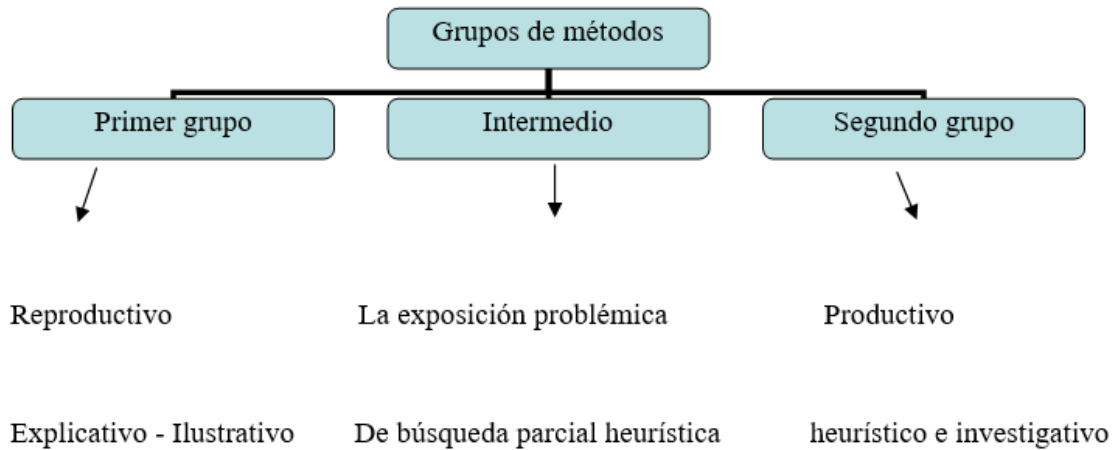 Grupos de métodos
Primer grupo
Intermedio
Segundo grupo
Reproductivo
La exposición problémica
Productivo
Explicativo - Ilustrativo
De búsqueda parcial heurística
heurístico e investigativo